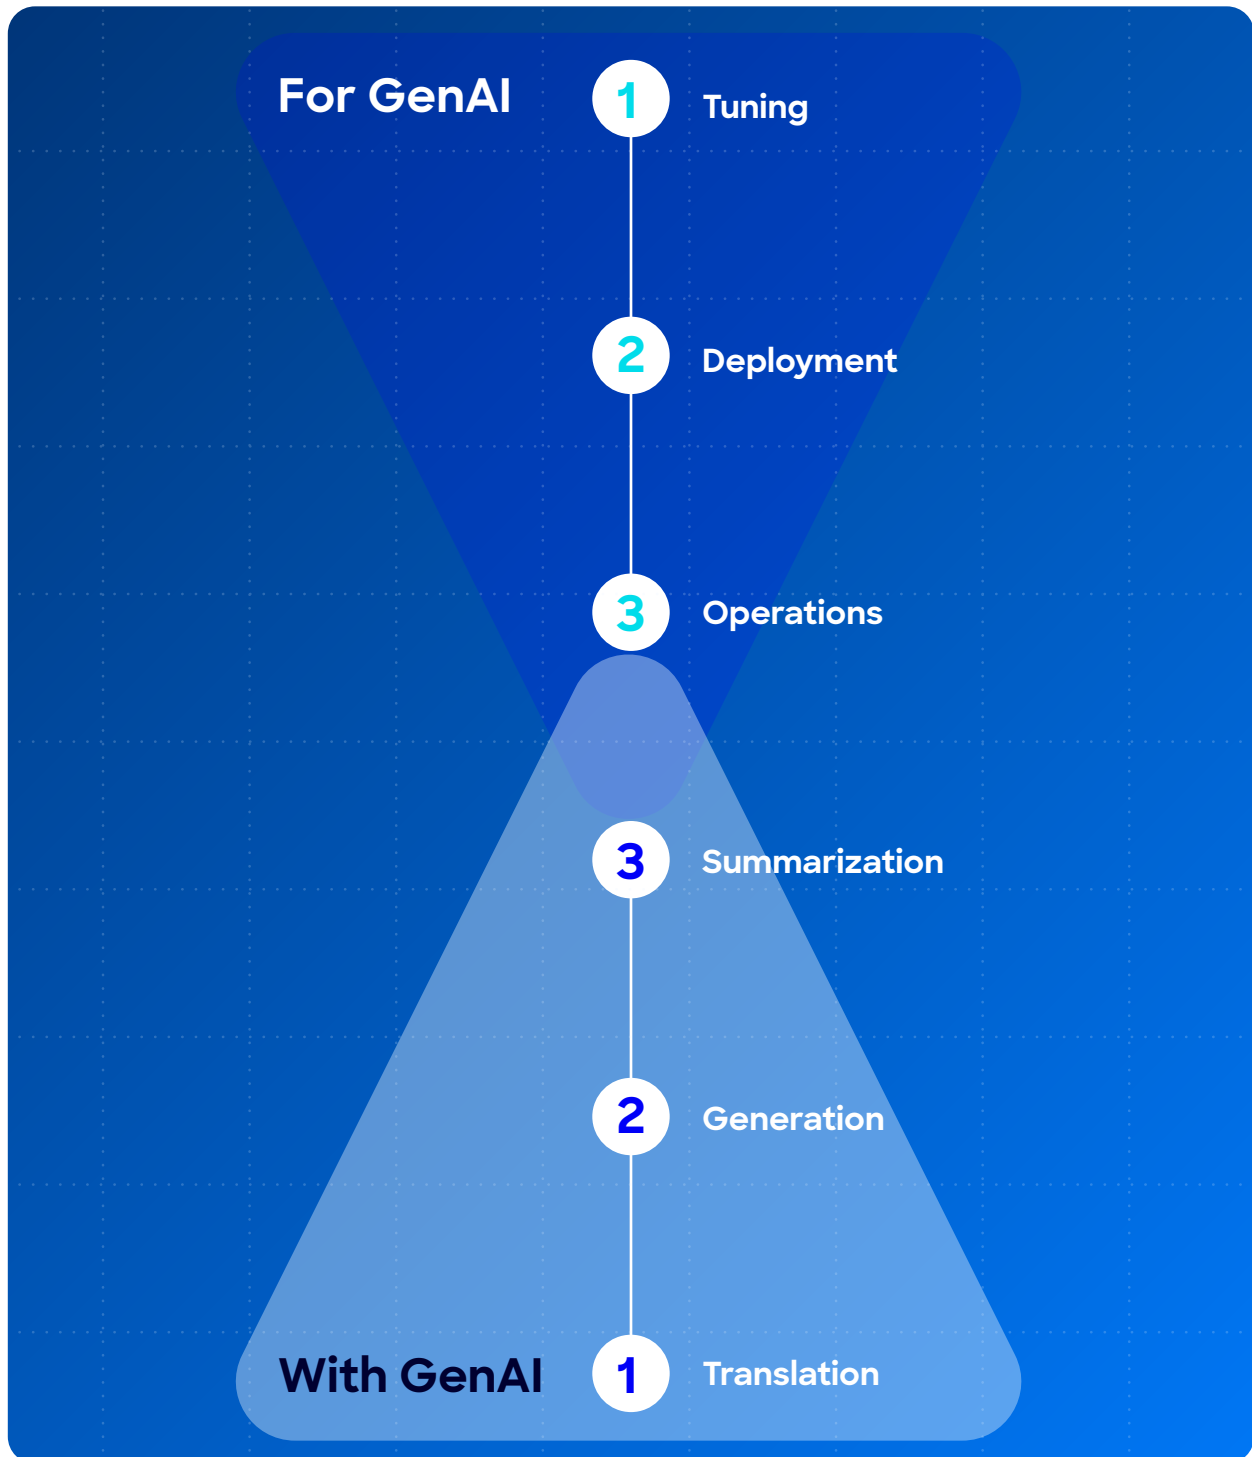 For GenAI
1 Tuning
2 Deployment
3 Operations
3 Summarization
2 Generation
With GenAI
1 Translation